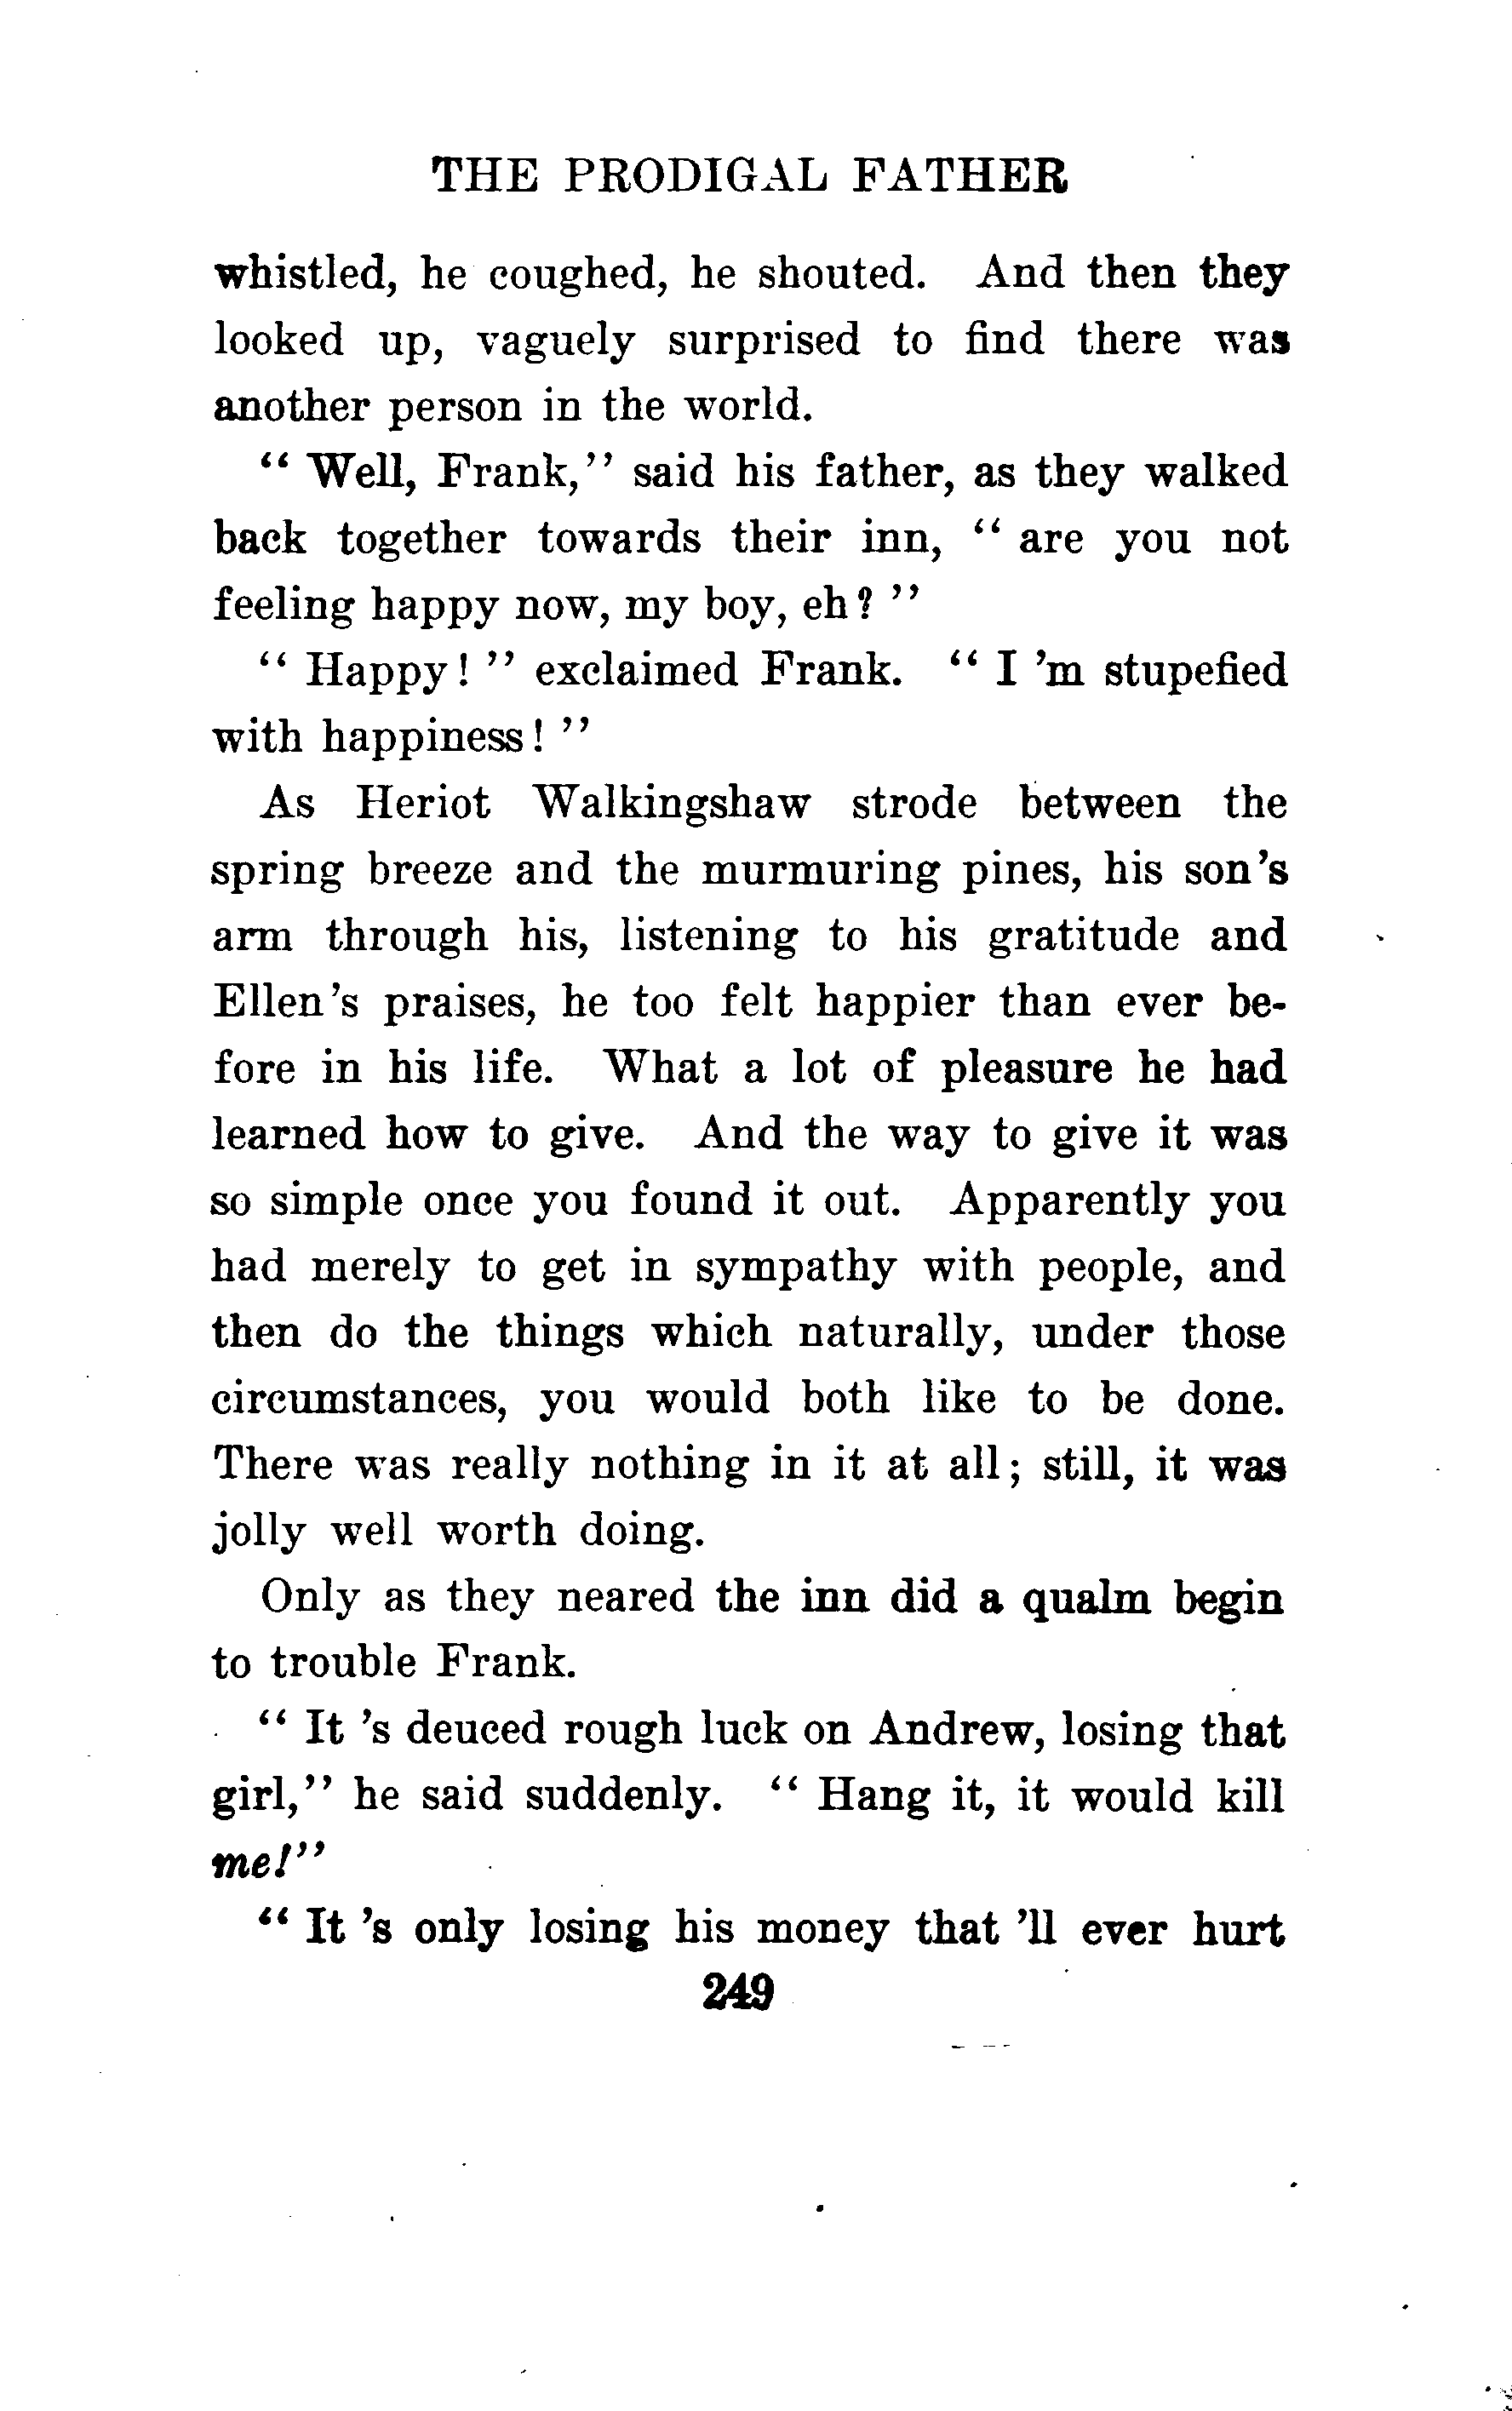 THE PRODIGAL FATHER
whistled, he coughed, he shouted. And then they
looked up, vaguely surprised to find there was
another person in the world.
“ Well, Frank,” said his father, as they walked
back together towards their inn, “ are you not
feeling happy now, my boy, eh? ”
“ Happy! ” exclaimed Frank. “ I 'm stupefied
with happiness! ”
As Heriot Walkingshaw strode between the
spring breeze and the murmuring pines, his son's
arm through his, listening to his gratitude and
Ellen's praises, he too felt happier than ever be-
fore in his life. What a lot of pleasure he had
learned how to give. And the way to give it was
so simple once you found it out. Apparently you
had merely to get in sympathy with people, and
then do the things which naturally, under those
circumstances, you would both like to be done.
There was really nothing in it at all; still, it was
jolly well worth doing.
Only as they neared the inn did a qualm begin
to trouble Frank.
“ It 's deuced rough luck on Andrew, losing that
girl,” he said suddenly. “ Hang it, it would kill
me!”
“ It 's only losing his money that 'll ever hurt
249